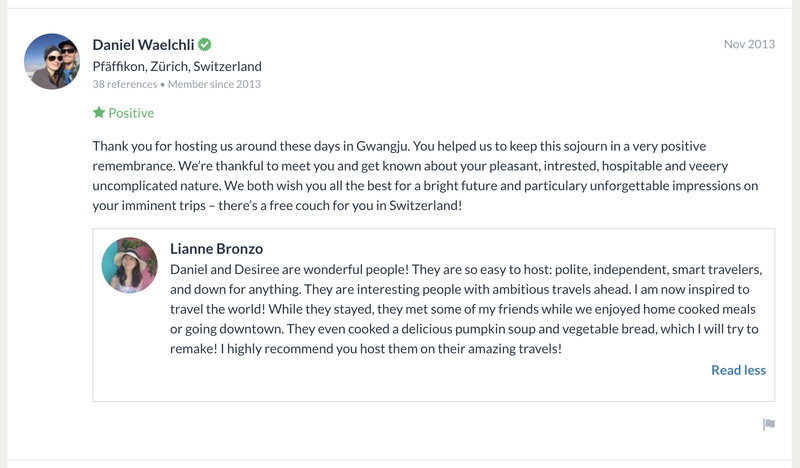 Daniel Waelchli
Nov 2013
Pfäffikon, Zürich, Switzerland
38 references • Member since 2013
Positive
Thank you for hosting us around these days in Gwangju. You helped us to keep this sojourn in a very positive
remembrance. We’re thankful to meet you and get known about your pleasant, intrested, hospitable and veeery
uncomplicated nature. We both wish you all the best for a bright future and particulary unforgettable impressions on
your imminent trips – there’s a free couch for you in Switzerland!
Lianne Bronzo
Daniel and Desiree are wonderful people! They are so easy to host: polite, independent, smart travelers,
and down for anything. They are interesting people with ambitious travels ahead. I am now inspired to
travel the world! While they stayed, they met some of my friends while we enjoyed home cooked meals
or going downtown. They even cooked a delicious pumpkin soup and vegetable bread, which I will try to
remake! I highly recommend you host them on their amazing travels!
Read less